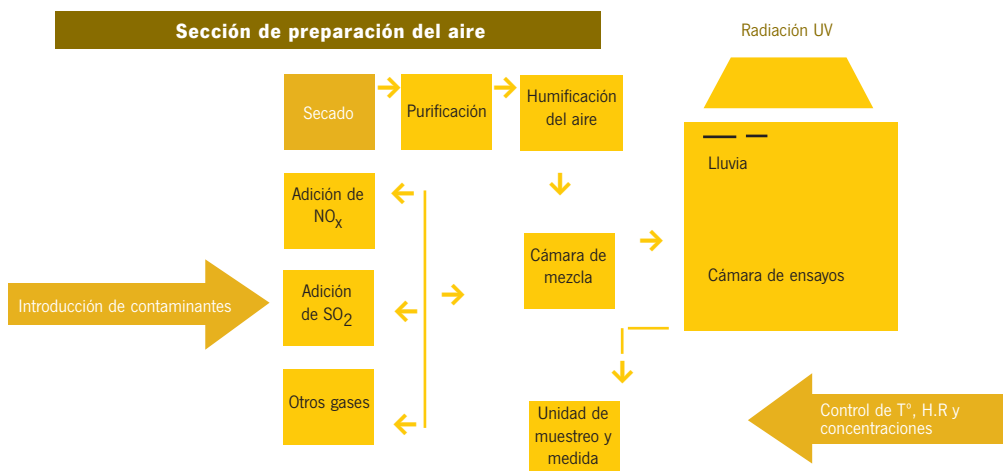 Sección de preparación del aire
Radiación UV
Secado
Purificación
Humificación
del aire
Lluvia
Adición de
NOx
Cámara de
mezcla
Cámara de ensayos
Introducción de contaminantes
Adición
de SO2
Otros gases
Unidad de
muestreo y
medida
Control de Tº, H.R y
concentraciones